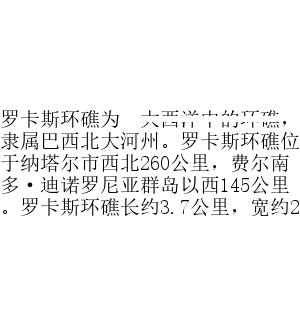 罗卡斯环礁为 大西洋中的环礁，
隶属巴西北大河州。罗卡斯环礁位
于纳塔尔市西北260公里，费尔南
多·迪诺罗尼亚群岛以西145公里
。罗卡斯环礁长约3.7公里，宽约2